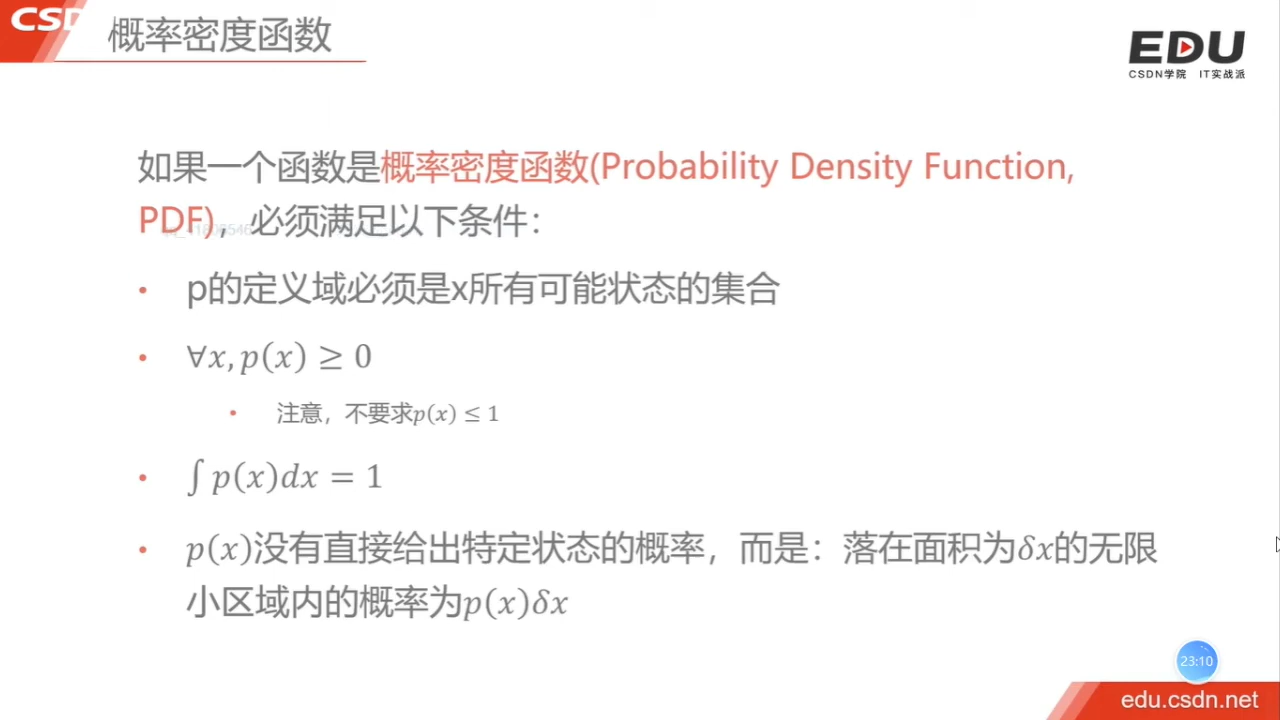 CSD
概率密度函数
EDU
CSDN学院 IT实战派
如果一个函数是概率密度函数(Probability Density Function,
PDF)，必须满足以下条件：
• p的定义域必须是x所有可能状态的集合
• ∀x, p(x) ≥ 0
• 注意，不要求p(x) ≤ 1
• ∫ p(x)dx = 1
• p(x)没有直接给出特定状态的概率，而是：落在面积为δx的无限
小区域内的概率为p(x)δx
23:10
edu.csdn.net